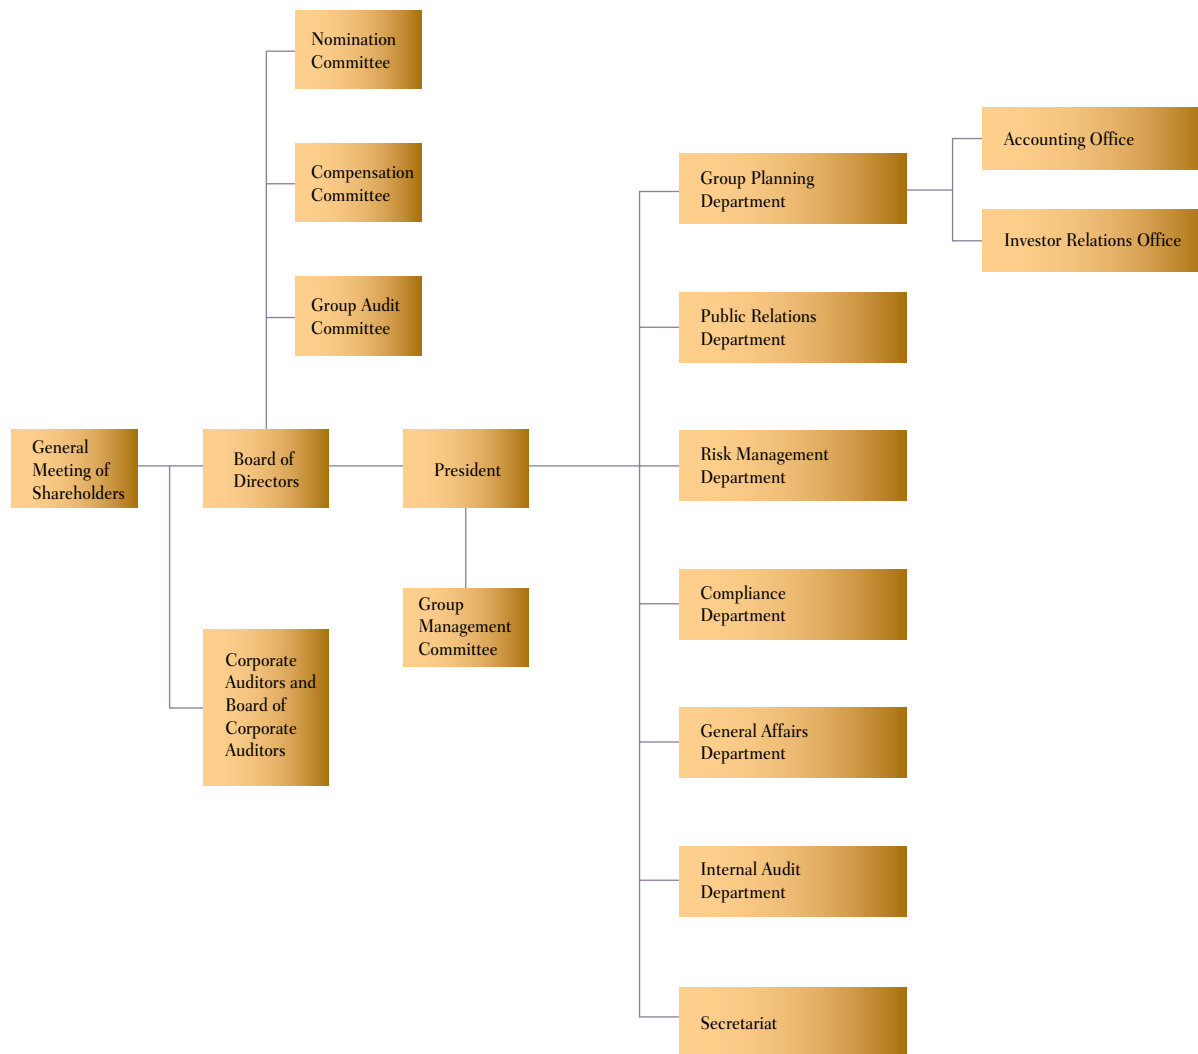 Nomination
Committee
Compensation
Committee
Group Audit
Committee
General
Meeting of
Shareholders
Board of
Directors
President
Group
Management
Committee
Corporate
Auditors and
Board of
Corporate
Auditors
Group Planning
Department
Accounting Office
Investor Relations Office
Public Relations
Department
Risk Management
Department
Compliance
Department
General Affairs
Department
Internal Audit
Department
Secretariat